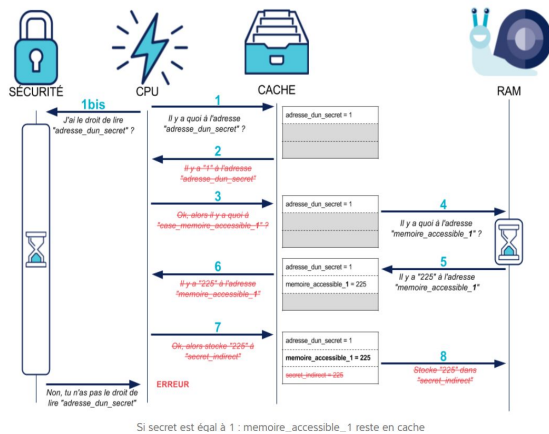 SÉCURITÉ
CPU
CACHE
RAM
1bis
J'ai le droit de lire
"adresse_dun_secret" ?
1
Il y a quoi à l'adresse
"adresse_dun_secret" ?
adresse_dun_secret = 1
2
Il y a "1" à l'adresse
"adresse_dun_secret"
3
Ok, alors il y a quoi à
"case_memoire_accessible_1" ?
adresse_dun_secret = 1
4
Il y a quoi à l'adresse
"memoire_accessible_1" ?
5
Il y a "225" à l'adresse
"memoire_accessible_1"
6
Il y a "225" à l'adresse
"memoire_accessible_1"
adresse_dun_secret = 1
memoire_accessible_1 = 225
7
Ok, alors stocke "225" à
"secret_indirect"
adresse_dun_secret = 1
memoire_accessible_1 = 225
secret_indirect = 225
8
Stocke "225" dans
"secret_indirect"
Non, tu n'as pas le droit de
lire "adresse_dun_secret"
ERREUR
Si secret est égal à 1 : memoire_accessible_1 reste en cache